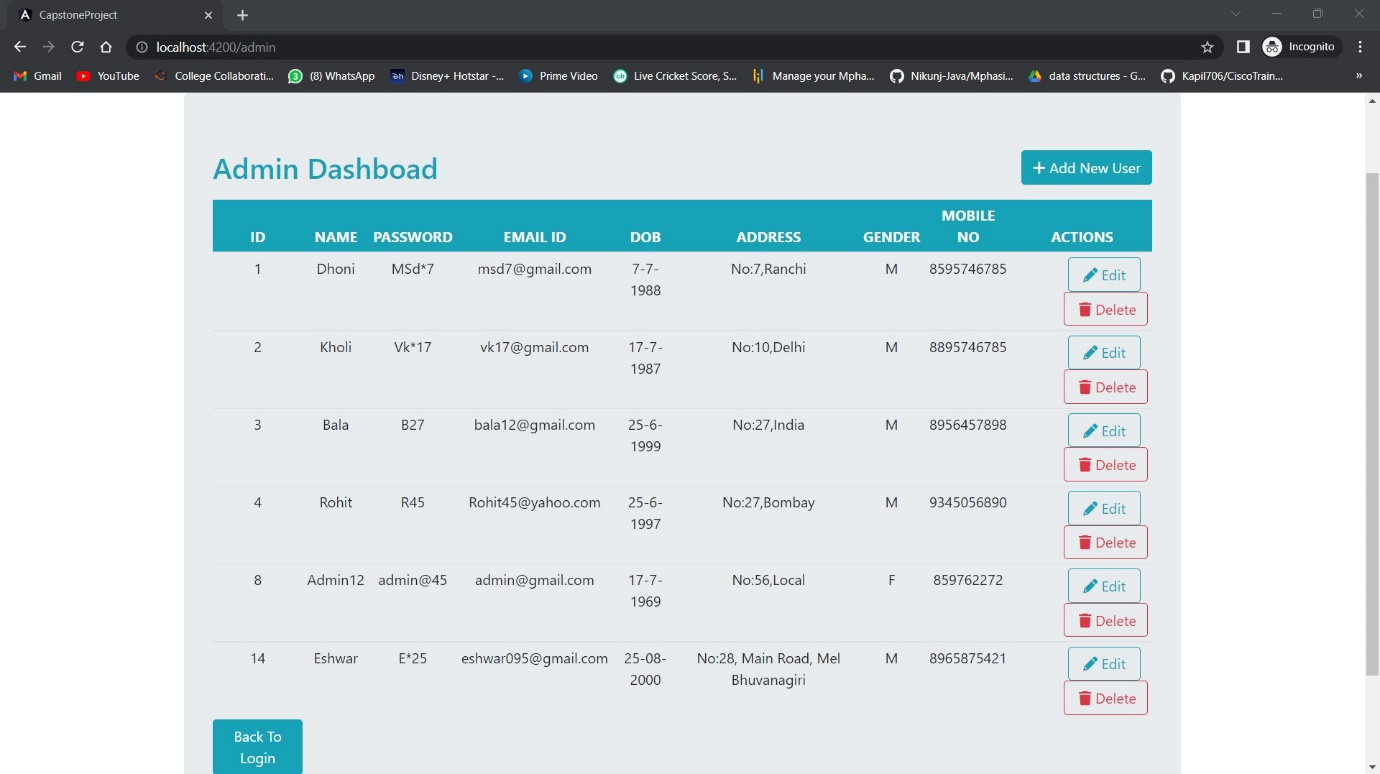 CapstoneProject
localhost:4200/admin
Incognito
Gmail YouTube College Collaborati... (8) WhatsApp Disney+ Hotstar -... Prime Video Live Cricket Score, S... Manage your Mpha... Nikunj-Java/Mphasi... data structures - G... Kapil706/CiscoTrain... »
Admin Dashboad
+ Add New User
ID NAME PASSWORD EMAIL ID DOB ADDRESS GENDER MOBILE NO ACTIONS
1 Dhoni MSd*7 msd7@gmail.com 7-7-1988 No:7,Ranchi M 8595746785 Edit
Delete
2 Kholi Vk*17 vk17@gmail.com 17-7-1987 No:10,Delhi M 8895746785 Edit
Delete
3 Bala B27 bala12@gmail.com 25-6-1999 No:27,India M 8956457898 Edit
Delete
4 Rohit R45 Rohit45@yahoo.com 25-6-1997 No:27,Bombay M 9345056890 Edit
Delete
8 Admin12 admin@45 admin@gmail.com 17-7-1969 No:56,Local F 859762272 Edit
Delete
14 Eshwar E*25 eshwar095@gmail.com 25-08-2000 No:28, Main Road, Mel Bhuvanagiri M 8965875421 Edit
Delete
Back To
Login